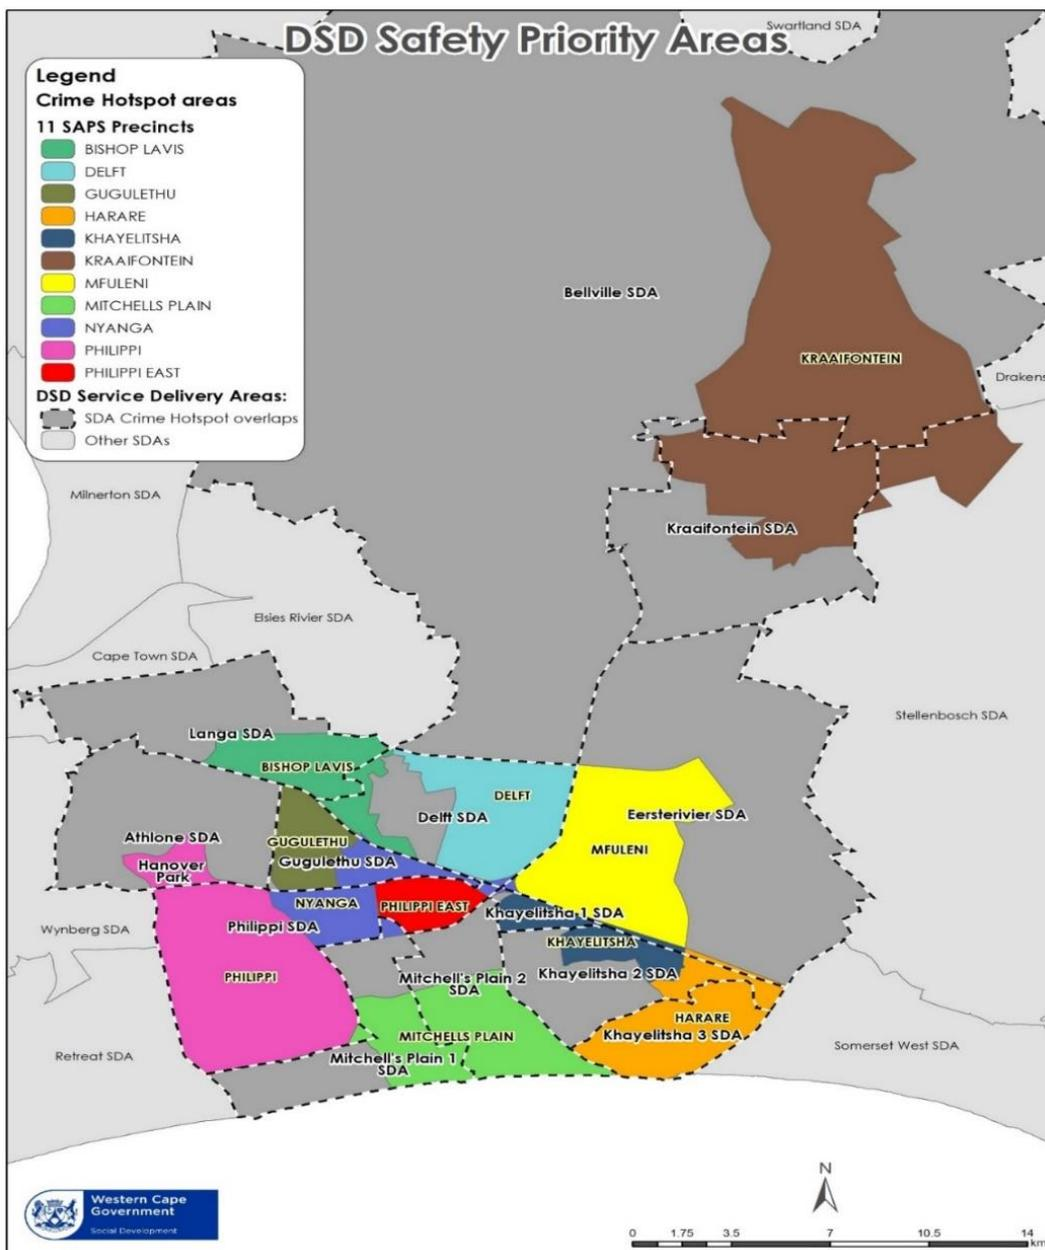 DSD Safety Priority Areas
Swartland SDA
Legend
Crime Hotspot areas
11 SAPS Precincts
BISHOP LAVIS
DELFT
GUGULETHU
HARARE
KHAYELITSHA
KRAAIFONTEIN
MFULENI
MITCHELLS PLAIN
NYANGA
PHILIPPI
PHILIPPI EAST
DSD Service Delivery Areas:
SDA Crime Hotspot overlaps
Other SDAs
Bellville SDA
KRAAIFONTEIN
Drakens
Milnerton SDA
Kraaifontein SDA
Elsies Rivier SDA
Cape Town SDA
Stellenbosch SDA
Langa SDA
BISHOP LAVIS
DELFT
Delft SDA
Eersterivier SDA
Athlone SDA
GUGULETHU
MFULENI
Hanover
Park
Gugulethu SDA
NYANGA
PHILIPPI EAST
Khayelitsha 1 SDA
Wynberg SDA
Philippi SDA
KHAYELITSHA
PHILIPPI
Mitchell's Plain 2
SDA
Khayelitsha 2 SDA
HARARE
MITCHELLS PLAIN
Khayelitsha 3 SDA
Retreat SDA
Mitchell's Plain 1
SDA
Somerset West SDA
Western Cape
Government
Social Development
N
0 1.75 3.5 7 10.5 14
km